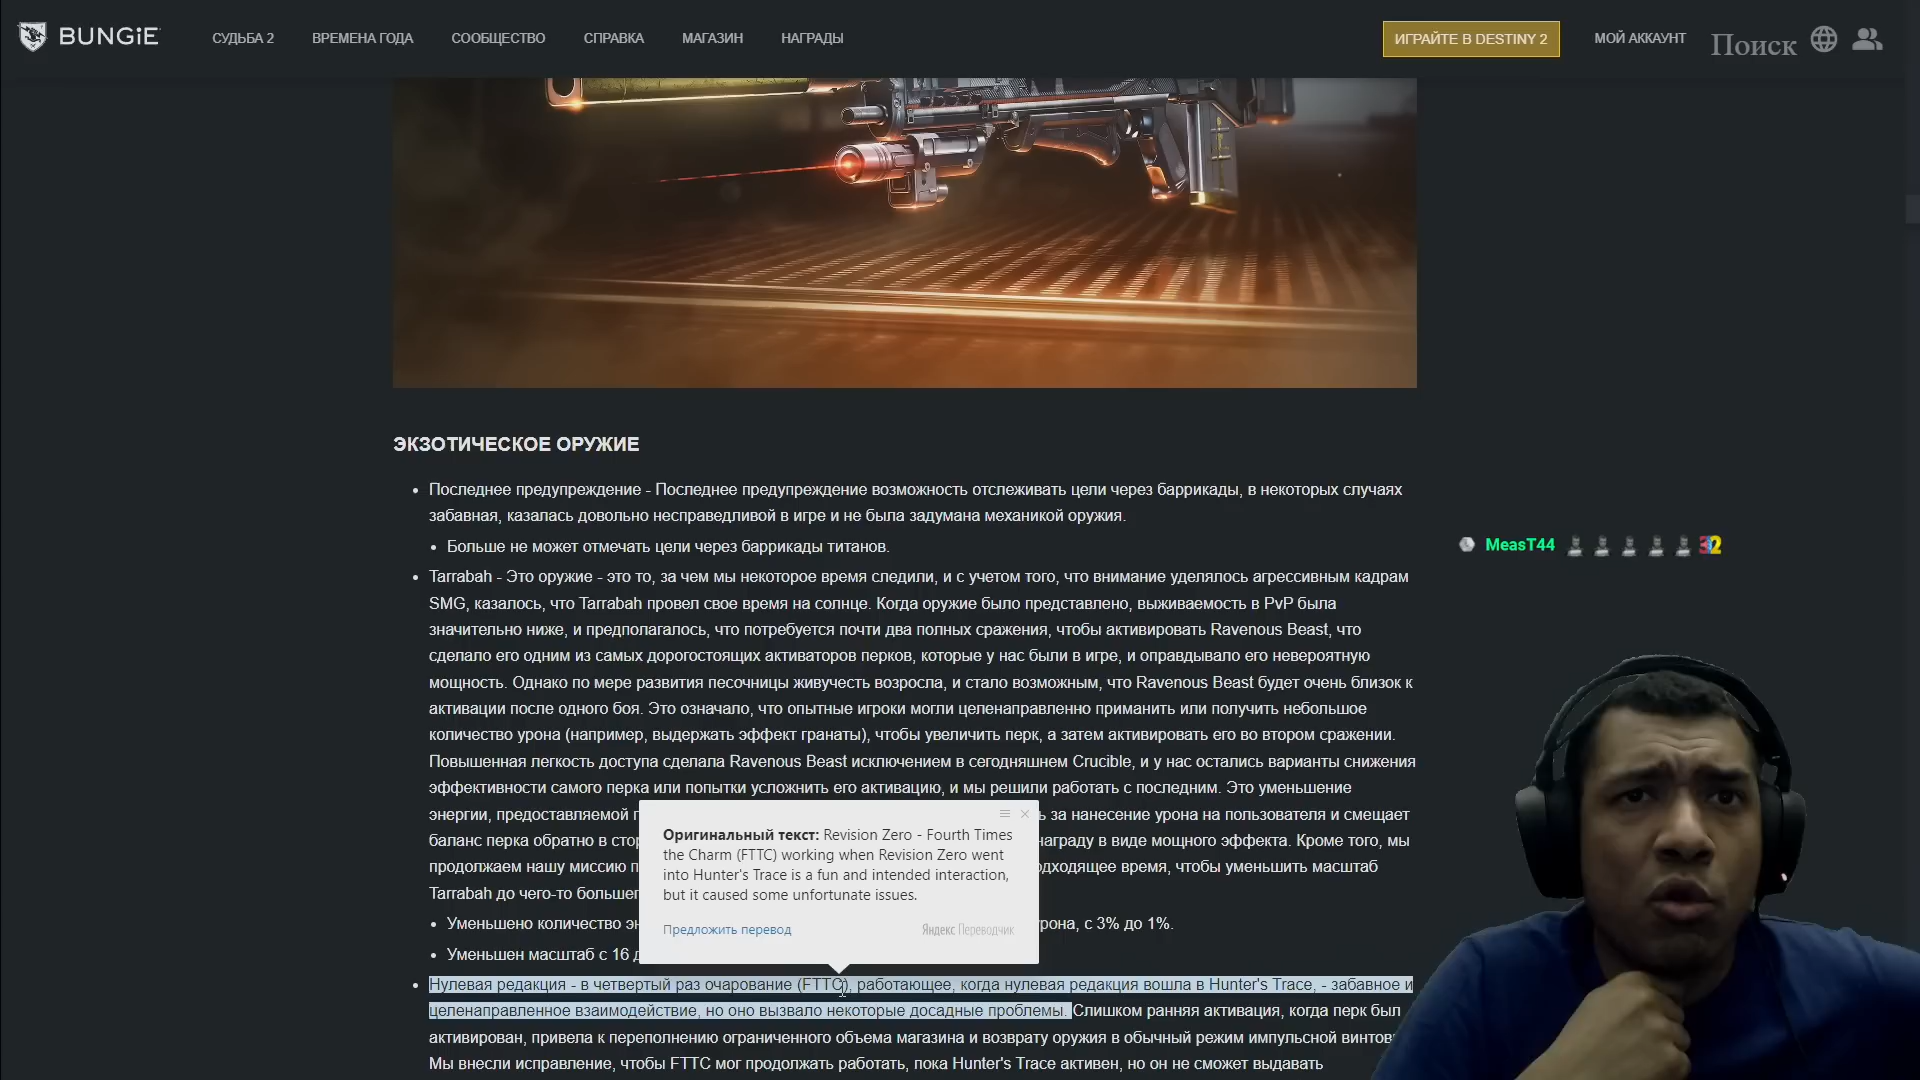 BUNGiE
СУДЬБА 2
ВРЕМЕНА ГОДА
СООБЩЕСТВО
СПРАВКА
МАГАЗИН
НАГРАДЫ
ИГРАЙТЕ В DESTINY 2
МОЙ АККАУНТ
Поиск
ЭКЗОТИЧЕСКОЕ ОРУЖИЕ
Последнее предупреждение - Последнее предупреждение возможность отслеживать цели через баррикады, в некоторых случаях
забавная, казалась довольно несправедливой в игре и не была задумана механикой оружия.
Больше не может отмечать цели через баррикады титанов.
MeasT44
32
Tarrabah - Это оружие - это то, за чем мы некоторое время следили, и с учетом того, что внимание уделялось агрессивным кадрам
SMG, казалось, что Tarrabah провел свое время на солнце. Когда оружие было представлено, выживаемость в PvP была
значительно ниже, и предполагалось, что потребуется почти два полных сражения, чтобы активировать Ravenous Beast, что
сделало его одним из самых дорогостоящих активаторов перков, которые у нас были в игре, и оправдывало его невероятную
мощность. Однако по мере развития песочницы живучесть возросла, и стало возможным, что Ravenous Beast будет очень близок к
активации после одного боя. Это означало, что опытные игроки могли целенаправленно приманить или получить небольшое
количество урона (например, выдержать эффект гранаты), чтобы увеличить перк, а затем активировать его во втором сражении.
Повышенная легкость доступа сделала Ravenous Beast исключением в сегодняшнем Crucible, и у нас остались варианты снижения
эффективности самого перка или попытки усложнить его активацию, и мы решили работать с последним. Это уменьшение
энергии, предоставляемой за нанесение урона на пользователя и смещает
баланс перка обратно в награду в виде мощного эффекта. Кроме того, мы
продолжаем нашу миссию время, чтобы уменьшить масштаб
Tarrabah до чего-то
Уменьшено количество с 3% до 1%.
Уменьшен масштаб с 16
Оригинальный текст: Revision Zero - Fourth Times
the Charm (FTTC) working when Revision Zero went
into Hunter's Trace is a fun and intended interaction,
but it caused some unfortunate issues.
Предложить перевод
Яндекс Переводчик
Нулевая редакция - в четвертый раз очарование (FTTC), работающее, когда нулевая редакция вошла в Hunter's Trace, - забавное и
целенаправленное взаимодействие, но оно вызвало некоторые досадные проблемы. Слишком ранняя активация, когда перк был
активирован, привела к переполнению ограниченного объема магазина и возврату оружия в обычный режим импульсной
Мы внесли исправление, чтобы FTTC мог продолжать работать, пока Hunter's Trace активен, но он не сможет выдавать